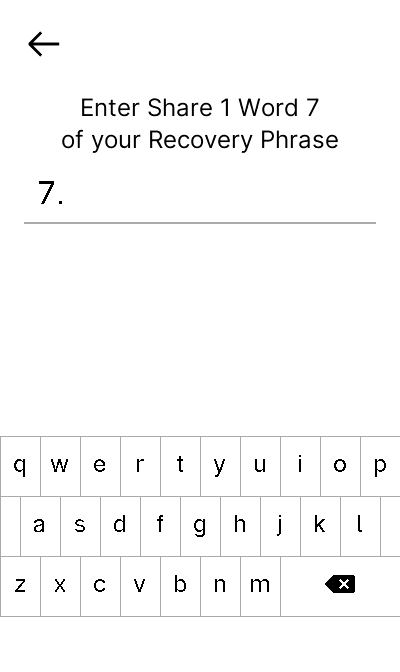 Enter Share 1 Word 7
of your Recovery Phrase
7.
q w e r t y u i o p
a s d f g h j k l
z x c v b n m